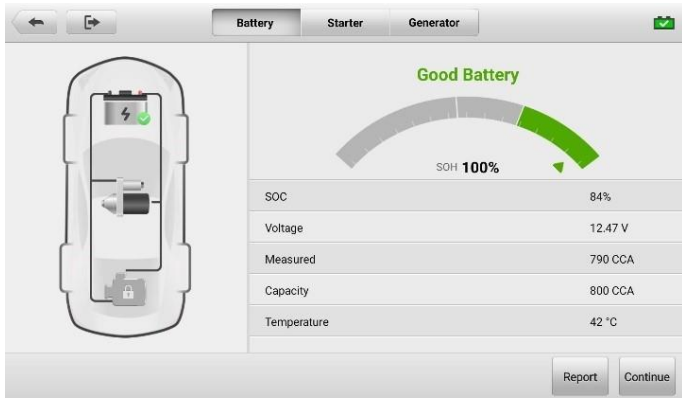 Battery Starter Generator
Good Battery
SOH 100%
SOC 84%
Voltage 12.47 V
Measured 790 CCA
Capacity 800 CCA
Temperature 42 °C
Report Continue